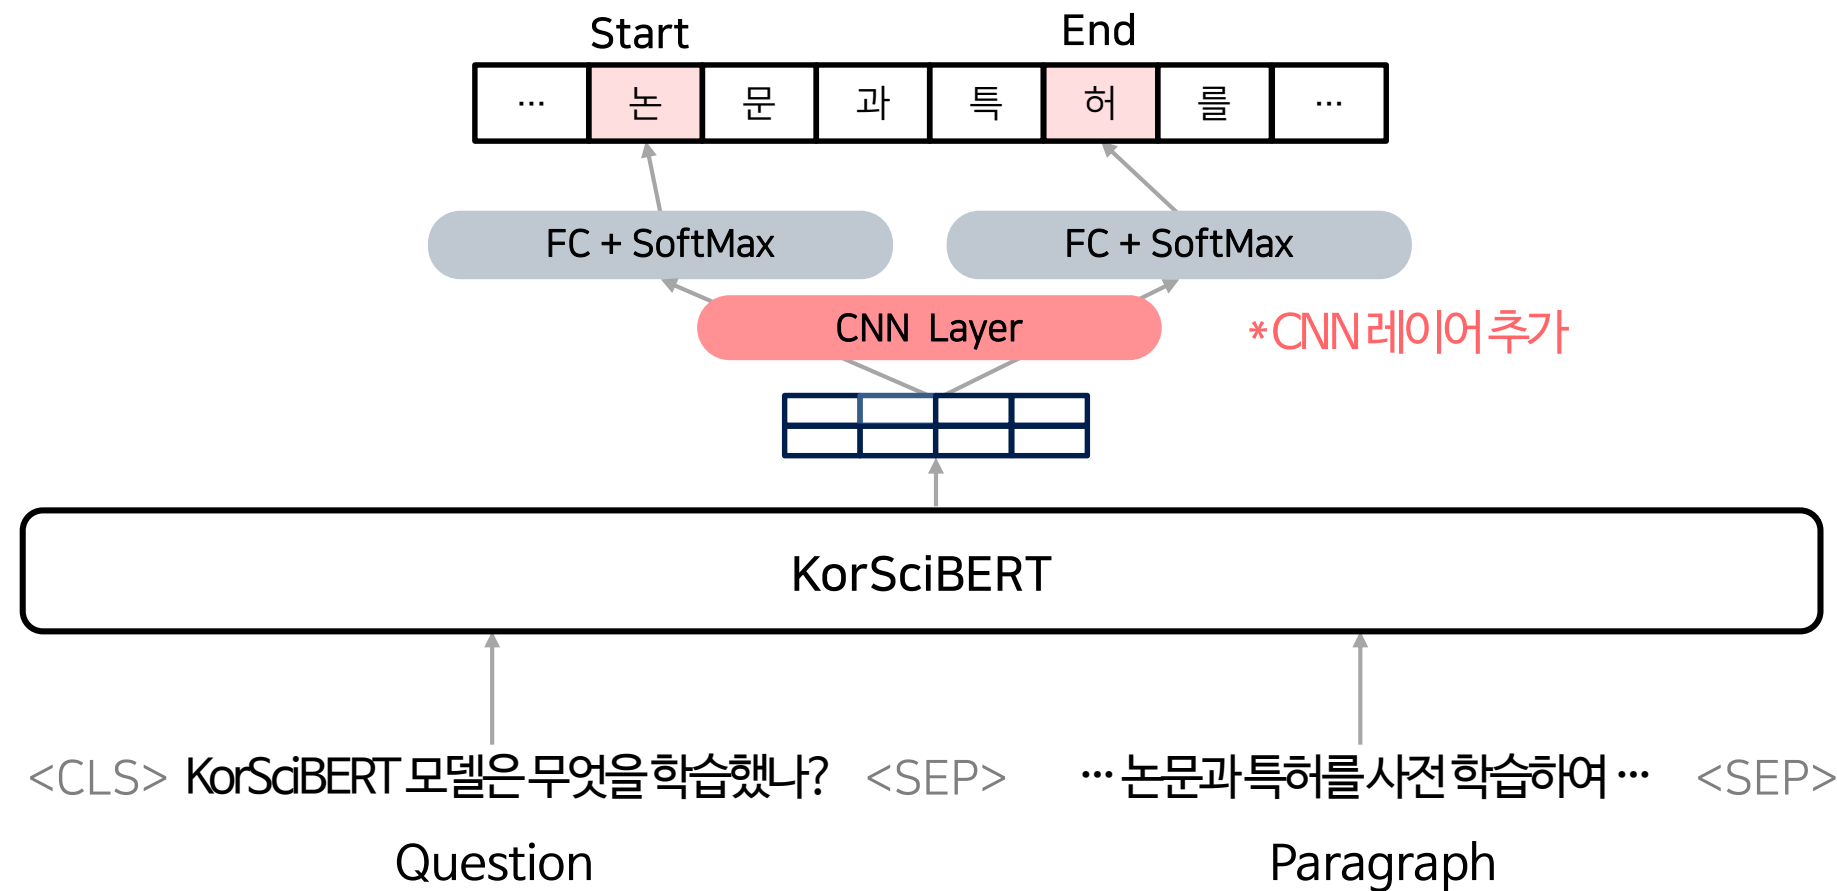 Start End
… 논 문 과 특 허 를 …
FC + SoftMax FC + SoftMax
CNN Layer
*CNN 레이어 추가
KorSciBERT
<CLS> KorSciBERT 모델은 무엇을 학습했나? <SEP> … 논문과 특허를 사전 학습하여 … <SEP>
Question Paragraph